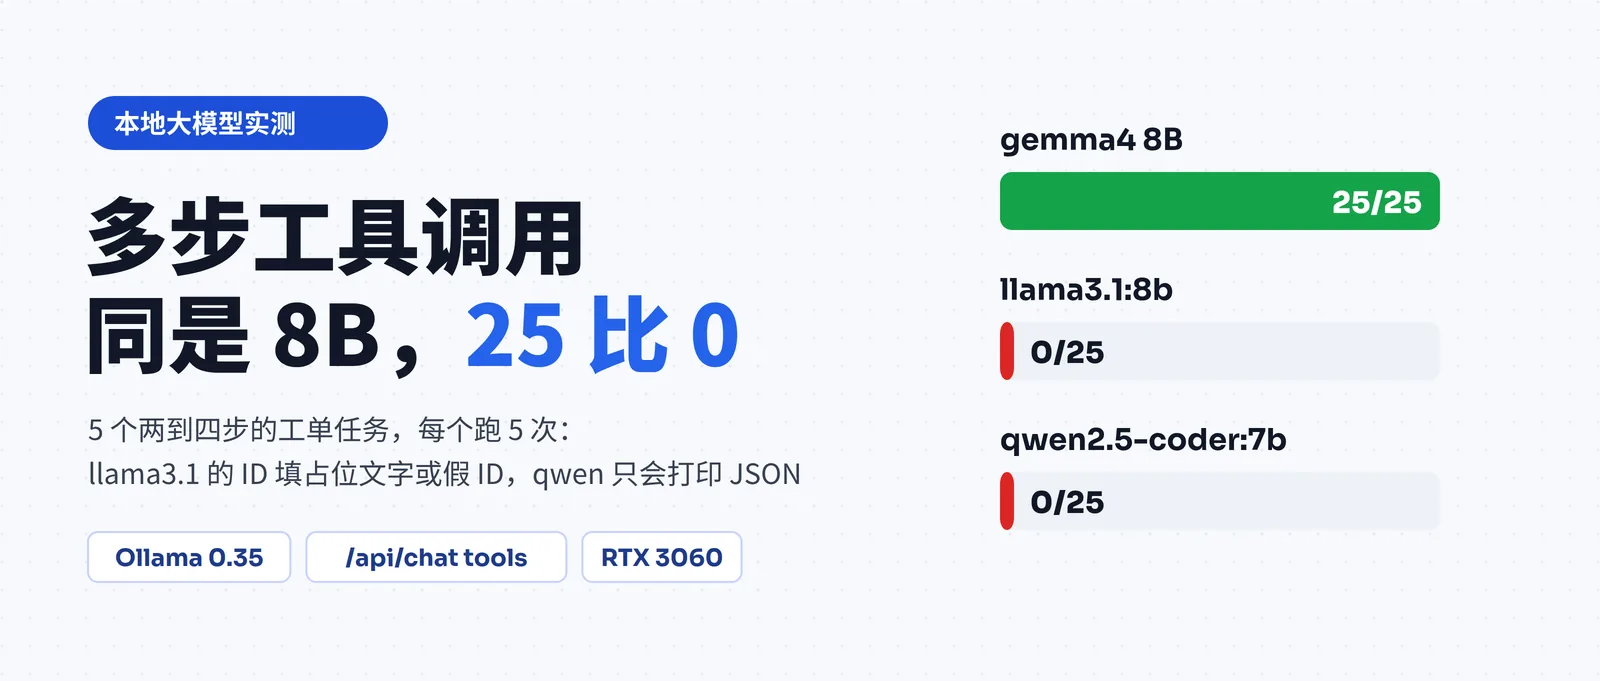 本地大模型实测
多步工具调用
同是 8B，25 比 0
5 个两到四步的工单任务，每个跑 5 次：
llama3.1 的 ID 填占位文字或假 ID，qwen 只会打印 JSON
Ollama 0.35
/api/chat tools
RTX 3060
gemma4 8B
25/25
llama3.1:8b
0/25
qwen2.5-coder:7b
0/25